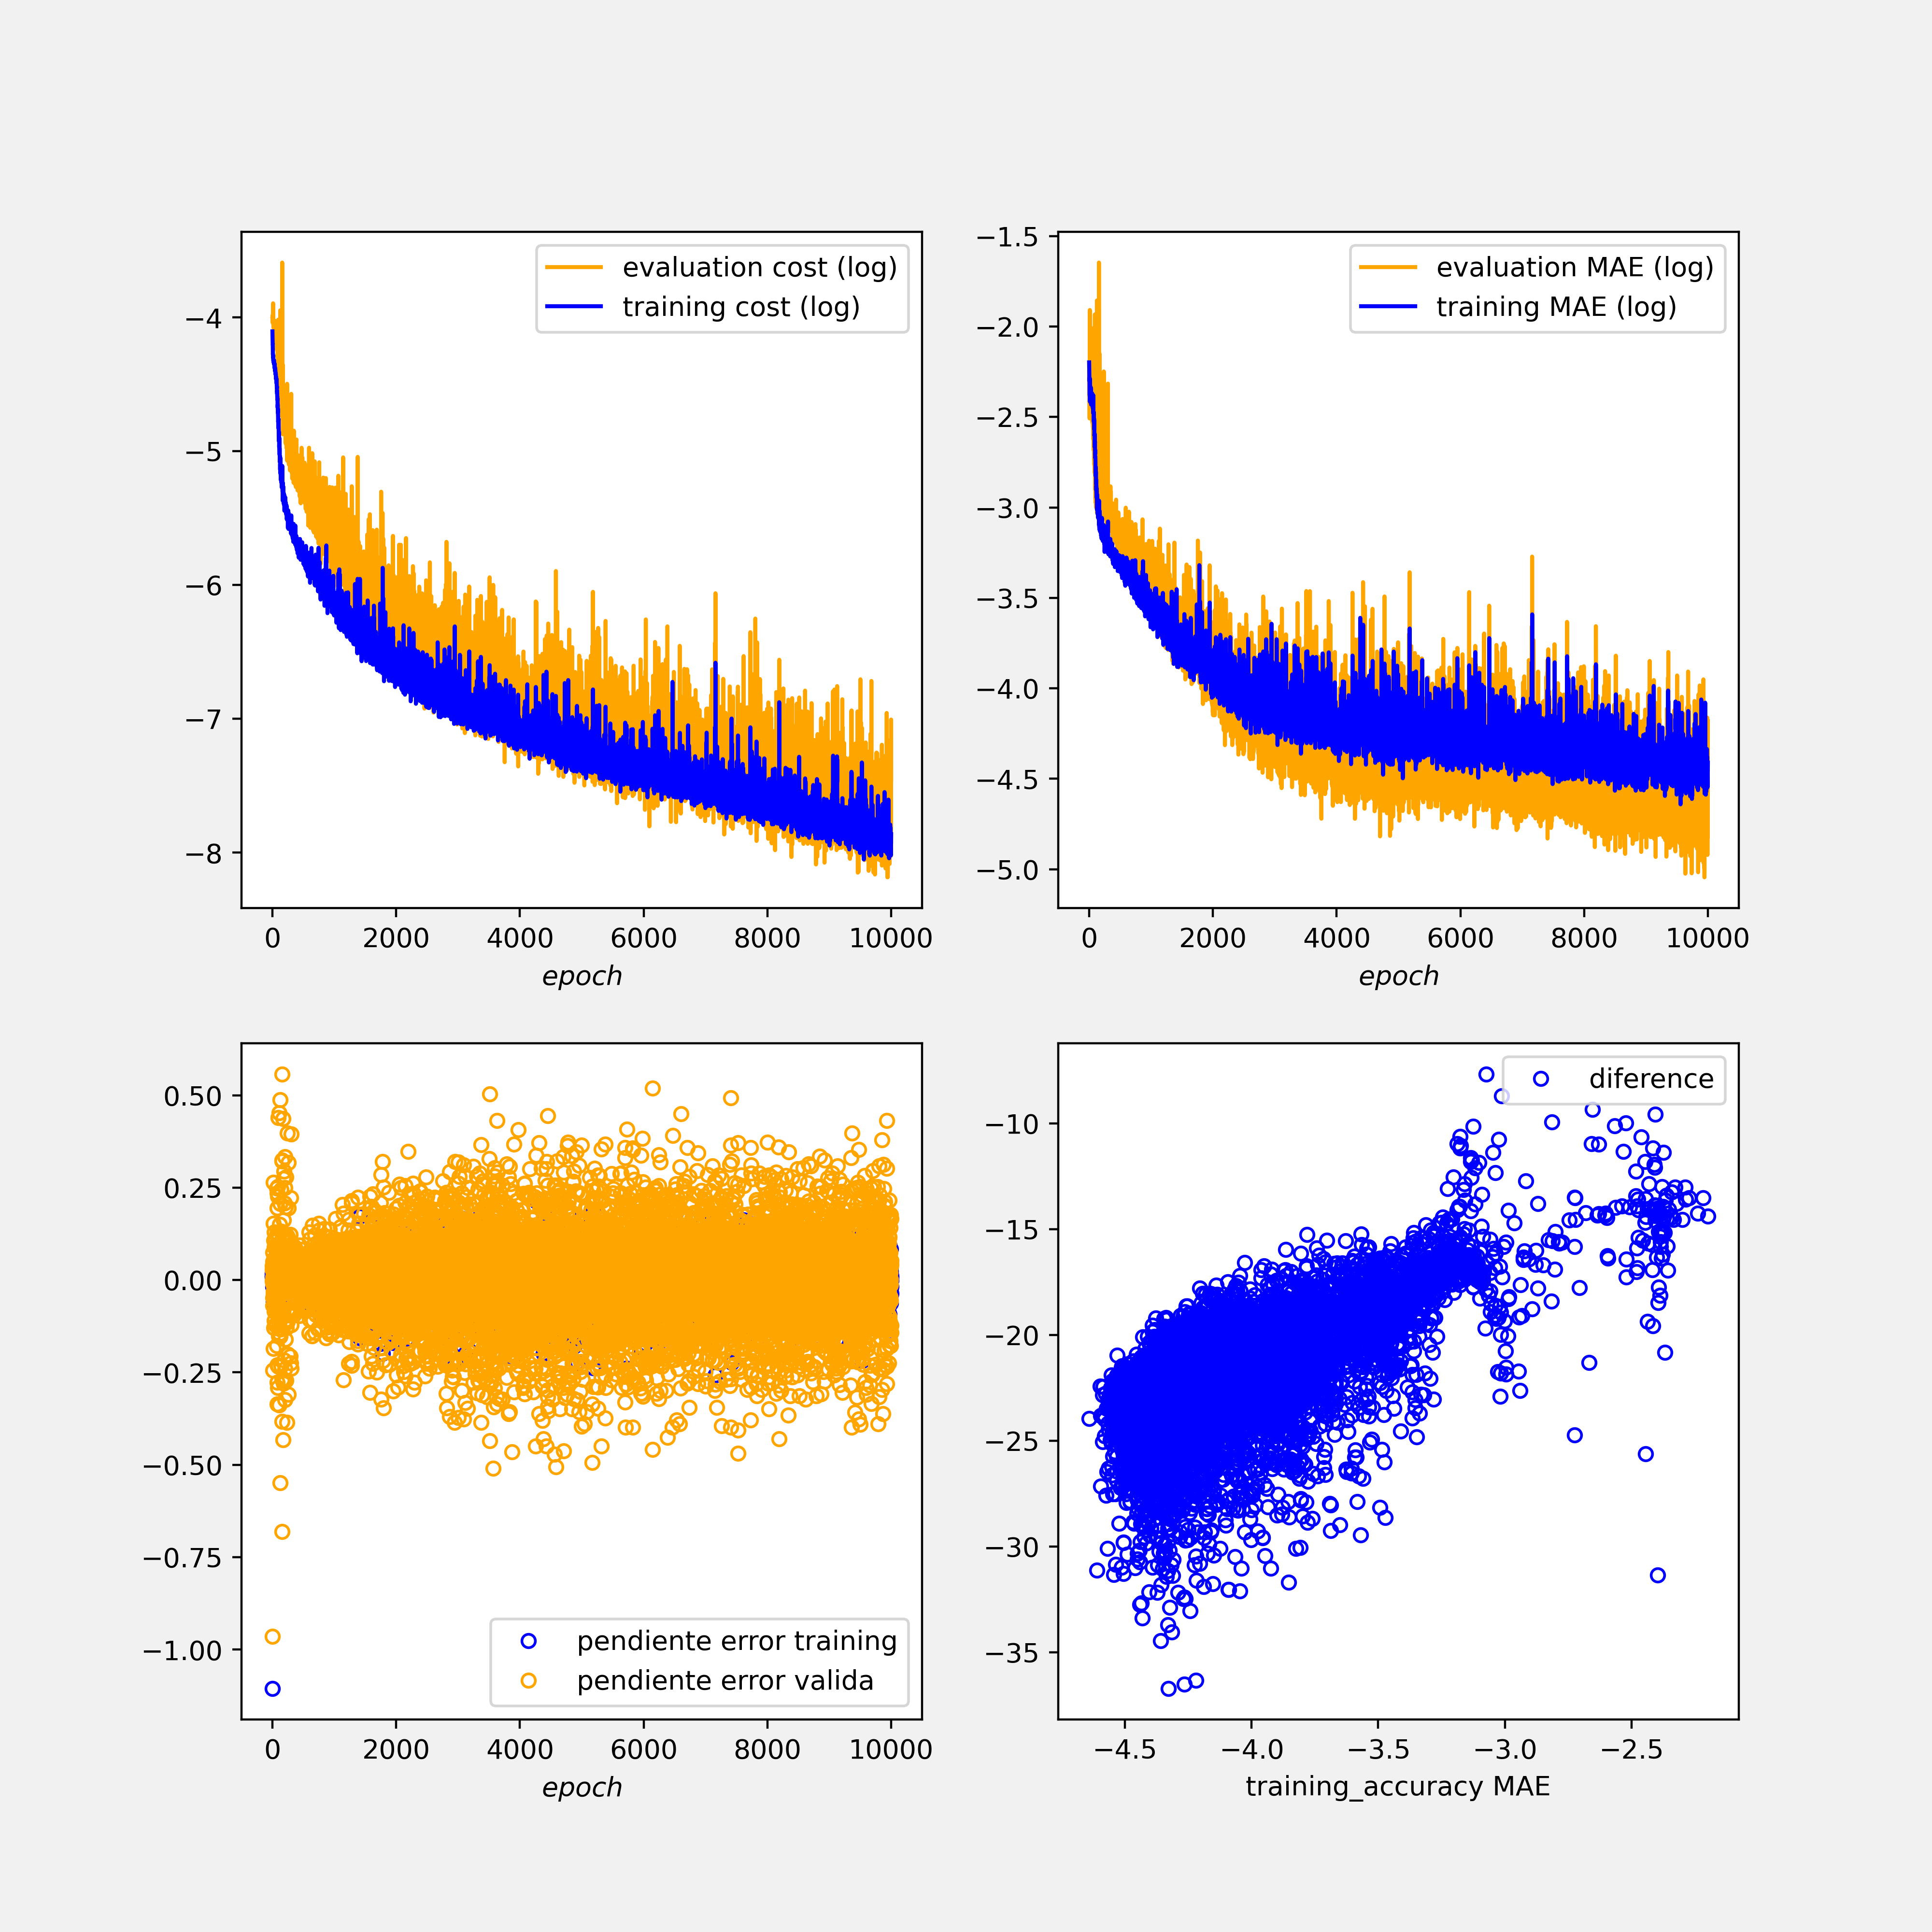 evaluation cost (log)
training cost (log)
−4
−5
−6
−7
−8
0 2000 4000 6000 8000 10000
epoch
evaluation MAE (log)
training MAE (log)
−1.5
−2.0
−2.5
−3.0
−3.5
−4.0
−4.5
−5.0
0 2000 4000 6000 8000 10000
epoch
0.50
0.25
0.00
−0.25
−0.50
−0.75
−1.00
pendiente error training
pendiente error valida
0 2000 4000 6000 8000 10000
epoch
diference
−10
−15
−20
−25
−30
−35
−4.5 −4.0 −3.5 −3.0 −2.5
training_accuracy MAE